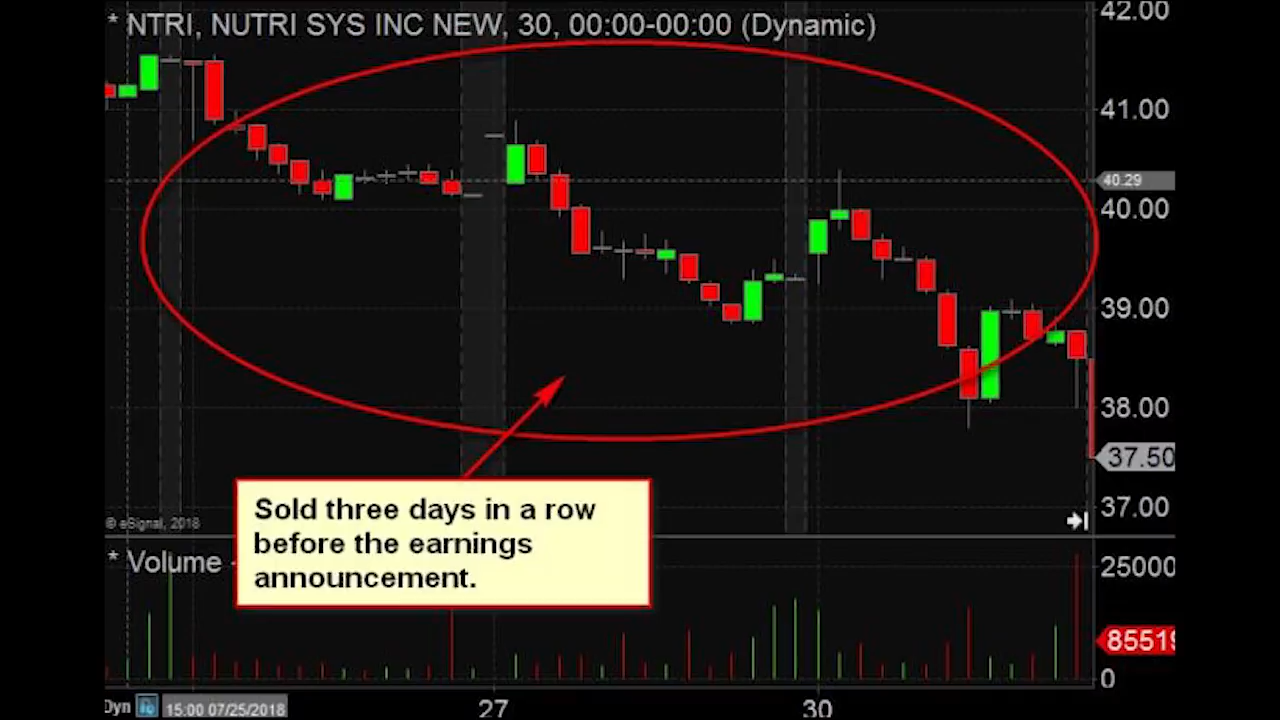 * NTRI, NUTRI SYS INC NEW, 30, 00:00-00:00 (Dynamic)
42.00
41.00
40.29
40.00
39.00
38.00
37.50
37.00
Sold three days in a row
before the earnings
announcement.
© eSignal, 2018
* Volume -
25000
85519
0
Dyn
15:00 07/25/2018
27
30